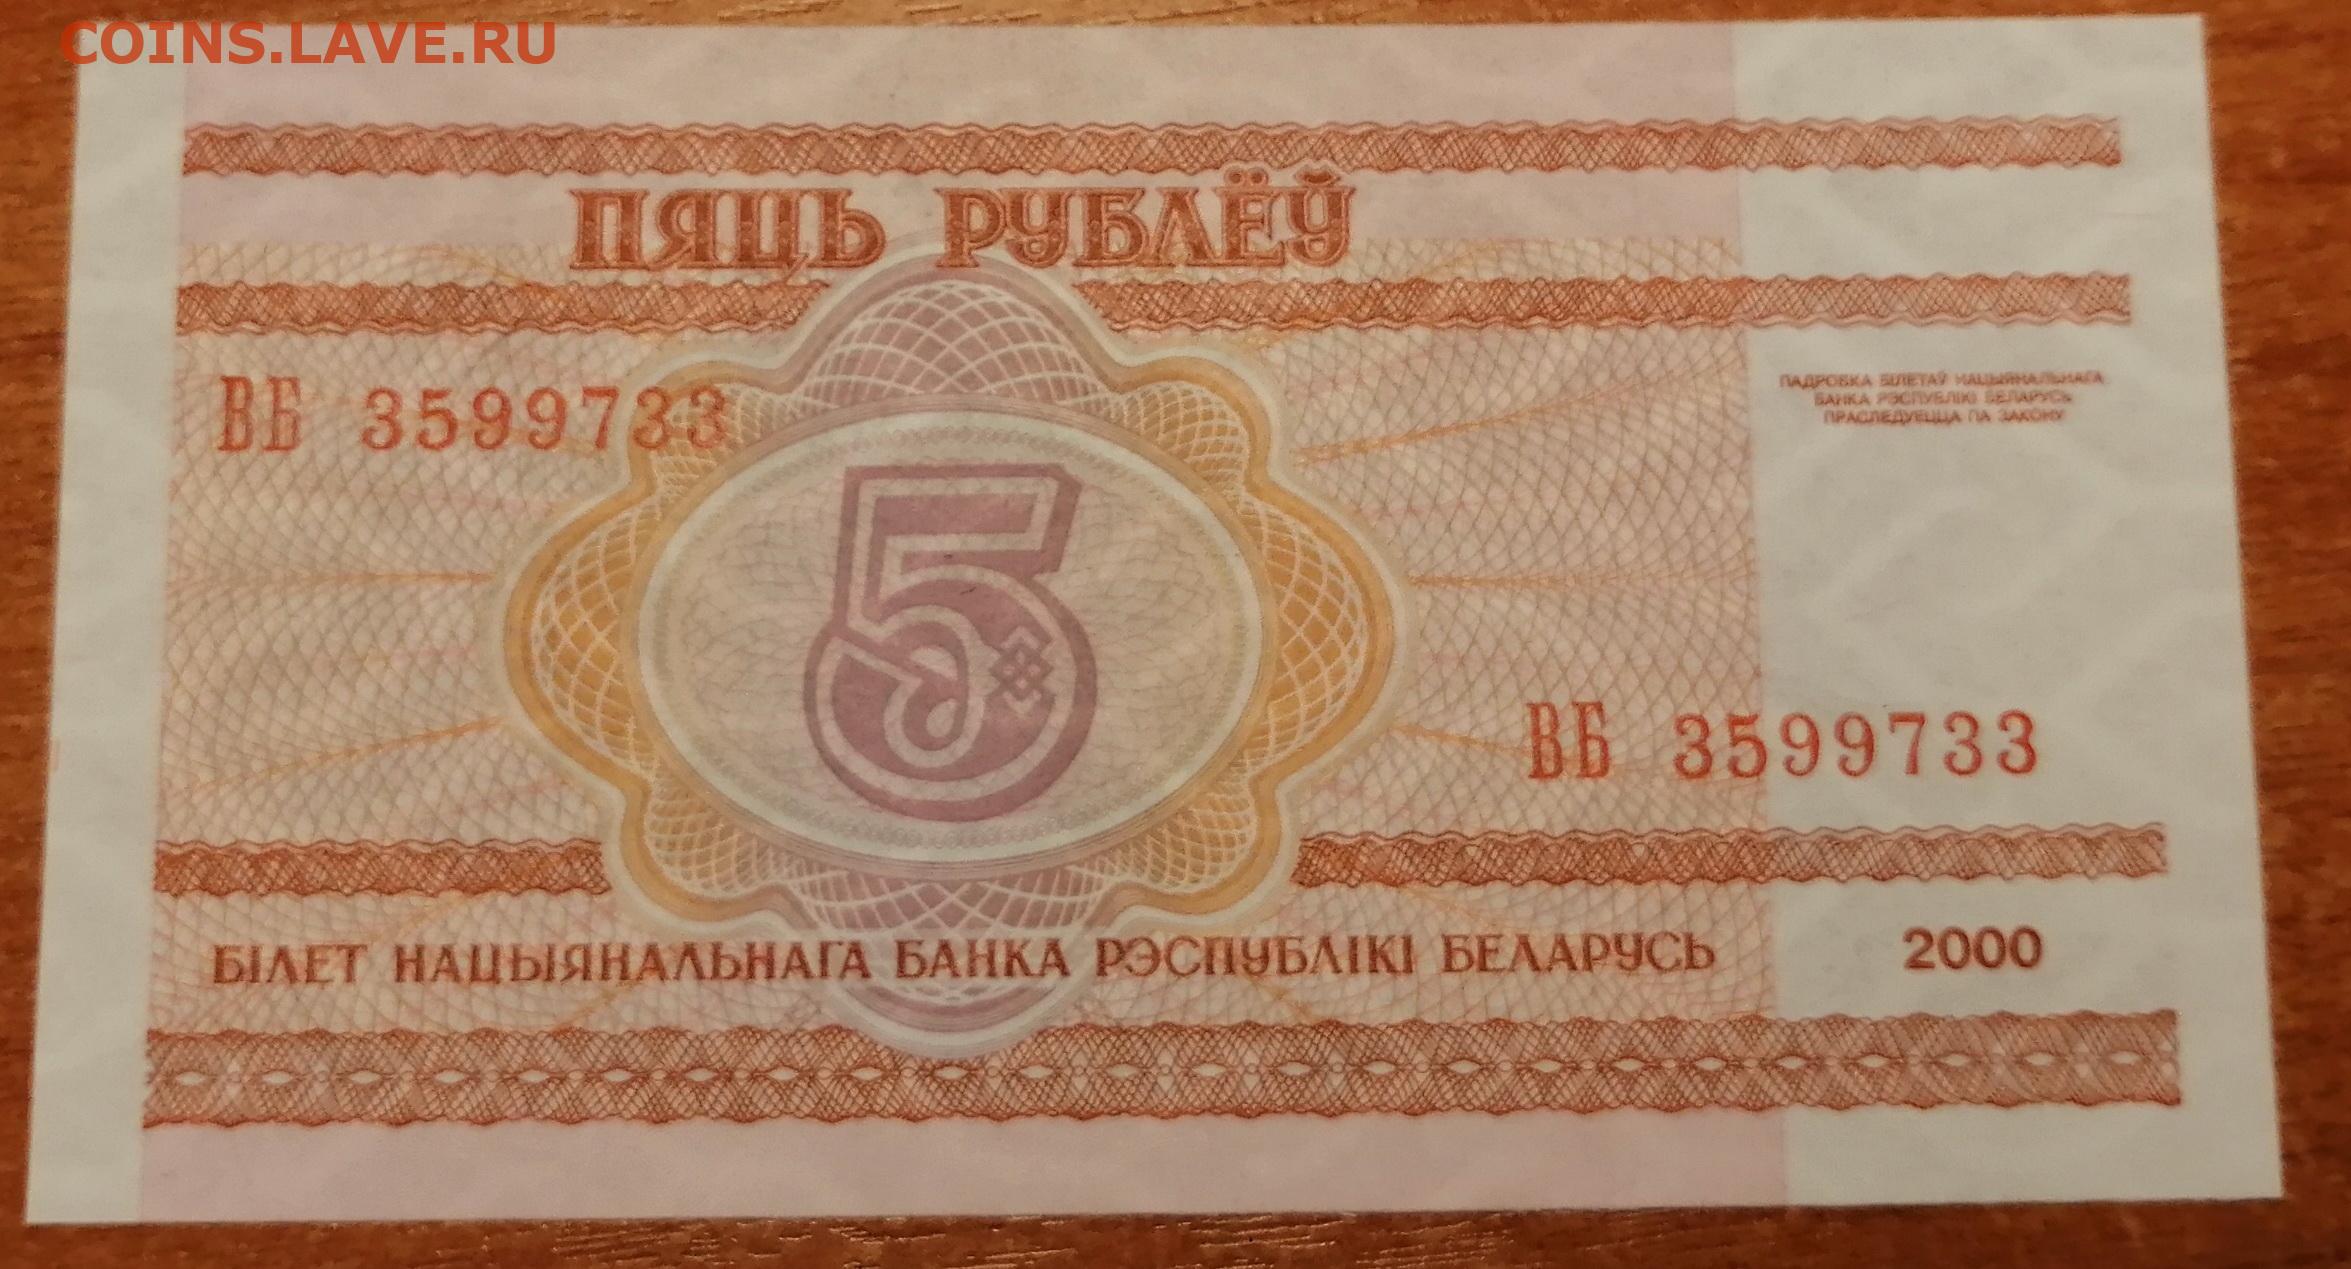 COINS.LAVE.RU
ПЯЦЬ РУБЛЁЎ
ВБ 3599733
ПАДРОБКА БІЛЕТАЎ НАЦЫЯНАЛЬНАГА
БАНКА РЭСПУБЛІКІ БЕЛАРУСЬ
ПРАСЛЕДУЕЦЦА ПА ЗАКОНУ
5
ВБ 3599733
БІЛЕТ НАЦЫЯНАЛЬНАГА БАНКА РЭСПУБЛІКІ БЕЛАРУСЬ
2000